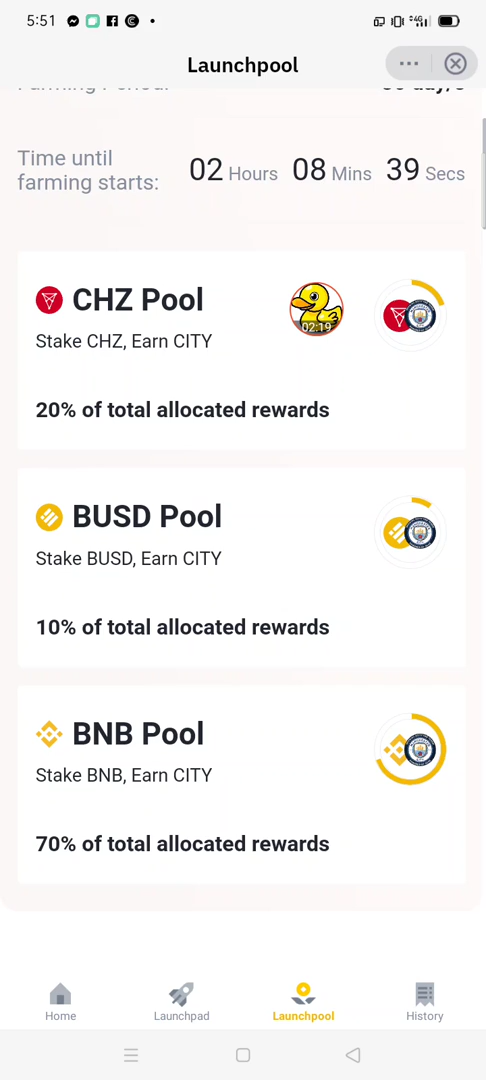 5:51
Launchpool
Time until
farming starts:
02 Hours 08 Mins 39 Secs
CHZ Pool
02:19
Stake CHZ, Earn CITY
20% of total allocated rewards
BUSD Pool
Stake BUSD, Earn CITY
10% of total allocated rewards
BNB Pool
Stake BNB, Earn CITY
70% of total allocated rewards
Home
Launchpad
Launchpool
History